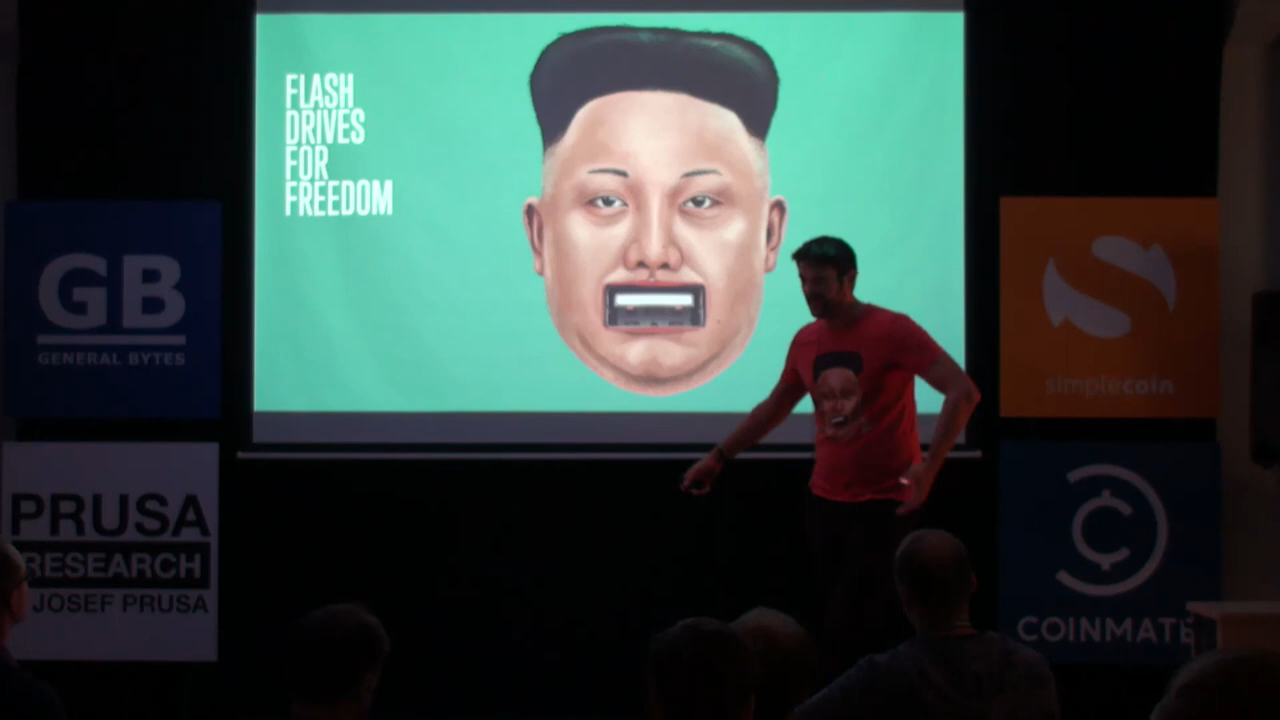 FLASH
DRIVES
FOR
FREEDOM
GB
GENERAL BYTES
PRUSA
RESEARCH
JOSEF PRUSA
simplecoin
COINMATE